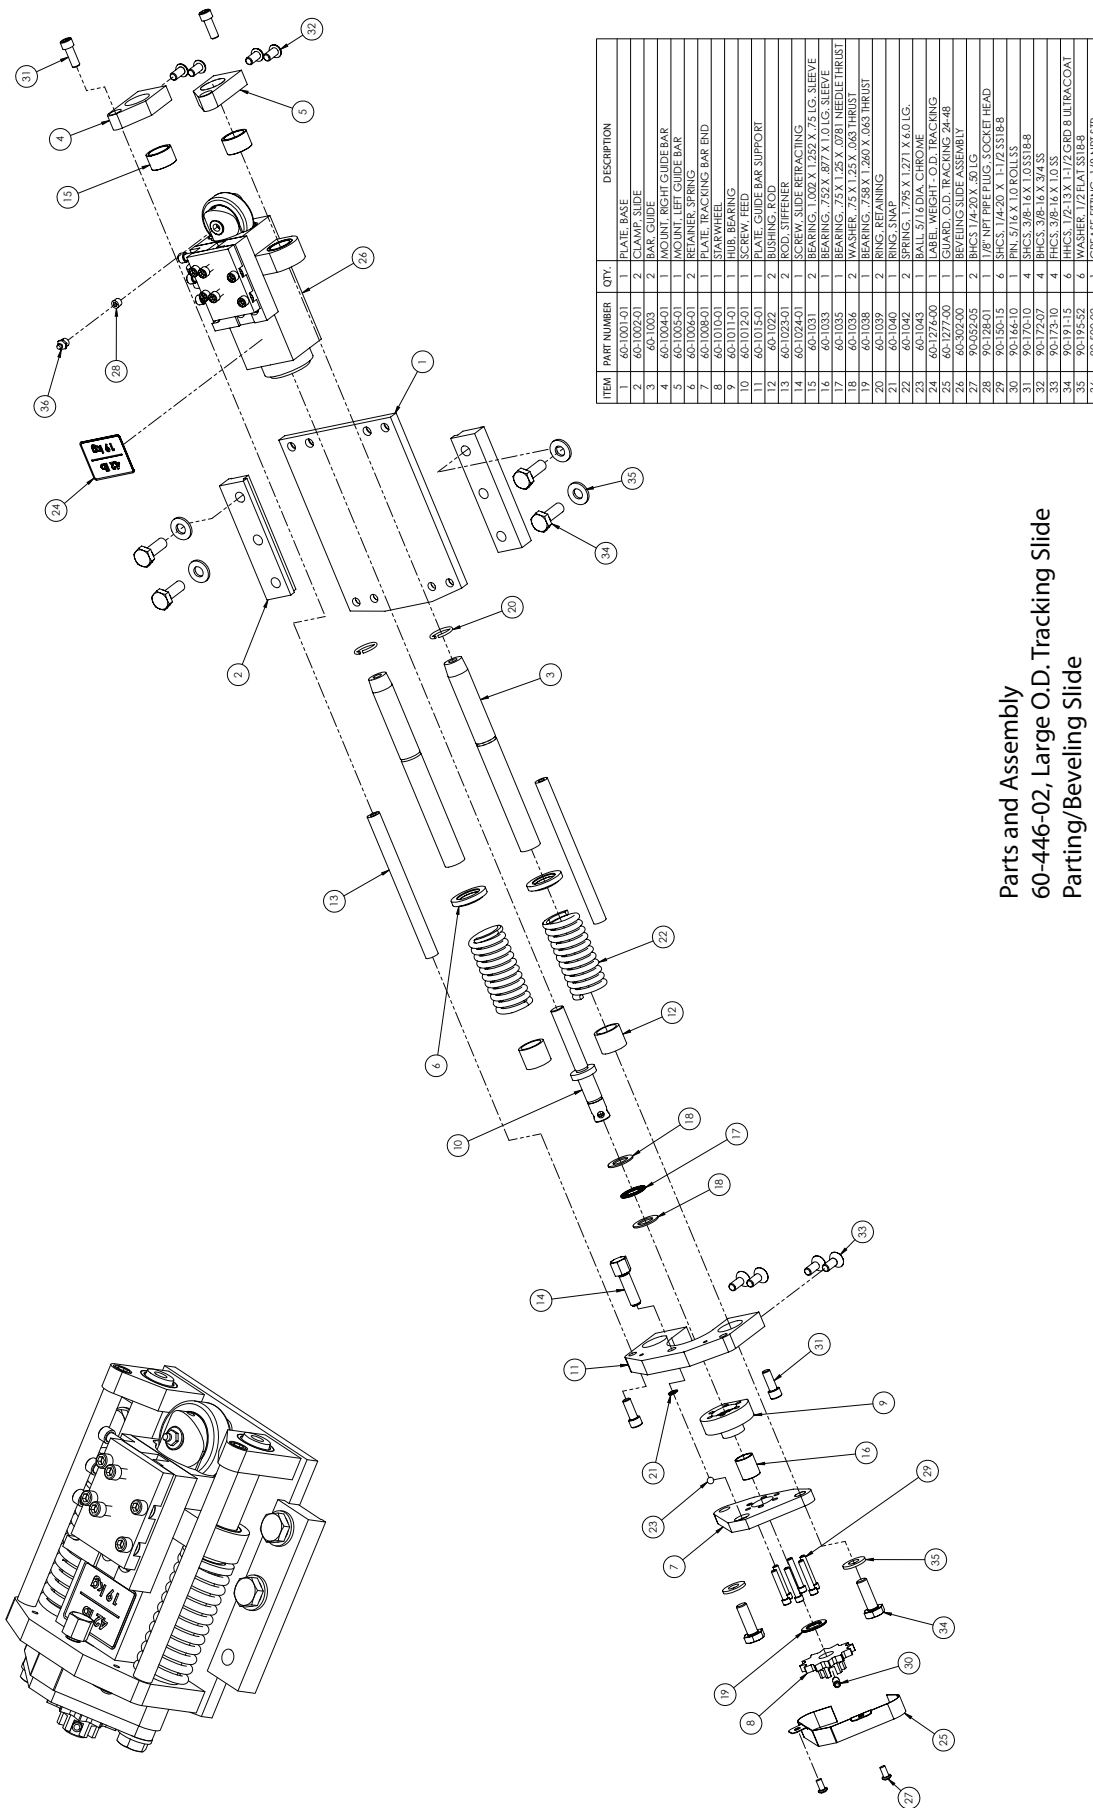 ITEM PART NUMBER QTY. DESCRIPTION
1 60-1001-01 1 PLATE, BASE
2 60-1002-01 2 CLAMP, SLIDE
3 60-1003 2 BAR, GUIDE
4 60-1004-01 1 MOUNT, RIGHT GUIDE BAR
5 60-1005-01 1 MOUNT, LEFT GUIDE BAR
6 60-1006-01 2 RETAINER, SPRING
7 60-1008-01 1 PLATE, TRACKING BAR END
8 60-1010-01 1 STARWHEEL
9 60-1011-01 1 HUB, BEARING
10 60-1012-01 1 SCREW, FEED
11 60-1015-01 1 PLATE, GUIDE BAR SUPPORT
12 60-1022 2 BUSHING, ROD
13 60-1023-01 2 ROD, STIFFENER
14 60-1024-01 1 SCREW, SLIDE RETRACTING
15 60-1031 2 BEARING, 1.002 X 1.252 X .75 LG. SLEEVE
16 60-1033 1 BEARING, .752 X .877 X 1.0 LG. SLEEVE
17 60-1035 1 BEARING, .75 X 1.25 X .0781 NEEDLE THRUST
18 60-1036 2 WASHER, .75 X 1.25 X .063 THRUST
19 60-1038 1 BEARING, .758 X 1.260 X .063 THRUST
20 60-1039 2 RING, RETAINING
21 60-1040 1 RING, SNAP
22 60-1042 2 SPRING, 1.795 X 1.271 X 6.0 LG.
23 60-1043 1 BALL, 5/16 DIA. CHROME
24 60-1276-00 1 LABEL, WEIGHT - O.D. TRACKING
25 60-1277-00 1 GUARD, O.D. TRACKING 24-48
26 60-3002-00 1 BEVELING SLIDE ASSEMBLY
27 90-052-05 2 BHCS 1/4-20 X .50 LG
28 90-128-01 1 1/8" NPT PIPE PLUG, SOCKET HEAD
29 90-150-15 6 SHCS, 1/4-20 X 1-1/2 SS18-8
30 90-166-10 1 PIN, 5/16 X 1.0 ROLL SS
31 90-170-10 4 SHCS, 3/8-16 X 1.0 SS18-8
32 90-172-07 4 BHCS, 3/8-16 X 3/4 SS
33 90-173-10 4 FHCS, 3/8-16 X 1.0 SS
34 90-191-15 6 HHCS, 1/2-13 X 1-1/2 GRD 8 ULTRACOAT
35 90-195-52 6 WASHER, 1/2 FLAT SS18-8
Parts and Assembly
60-446-02, Large O.D. Tracking Slide
Parting/Beveling Slide
42 lb
19 kg
42 lb
19 kg
31
32
4
5
15
26
28
36
24
1
2
35
34
20
3
13
6
22
12
10
18
17
18
14
33
11
31
21
9
16
23
29
7
35
34
19
30
8
25
27